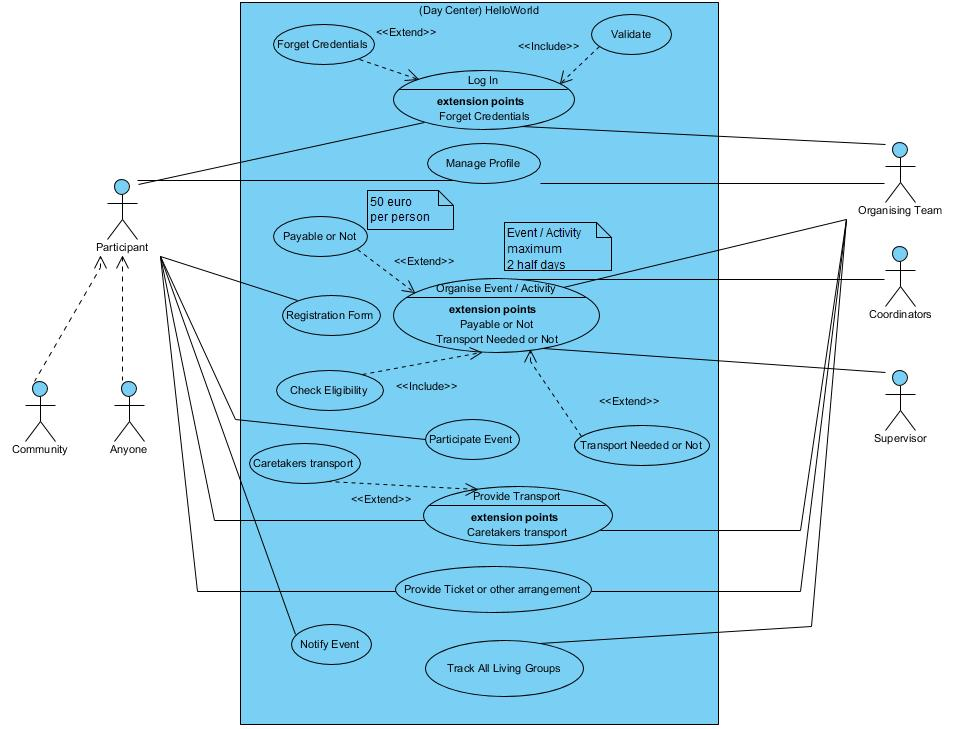 (Day Center) HelloWorld
Forget Credentials
<<Extend>>
<<Include>>
Validate
Log In
extension points
Forget Credentials
Manage Profile
Organising Team
Participant
50 euro
per person
Payable or Not
Event / Activity
maximum
2 half days
<<Extend>>
Organise Event / Activity
extension points
Payable or Not
Transport Needed or Not
Registration Form
Coordinators
Check Eligibility
<<Include>>
<<Extend>>
Community
Anyone
Participate Event
Transport Needed or Not
Supervisor
Caretakers transport
<<Extend>>
Provide Transport
extension points
Caretakers transport
Provide Ticket or other arrangement
Notify Event
Track All Living Groups